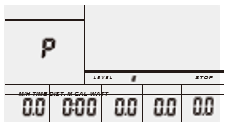 P
LEVEL STOP
M/H TIME DIST. M CAL WATT
0.0 0:00 0.0 0.0 0.0